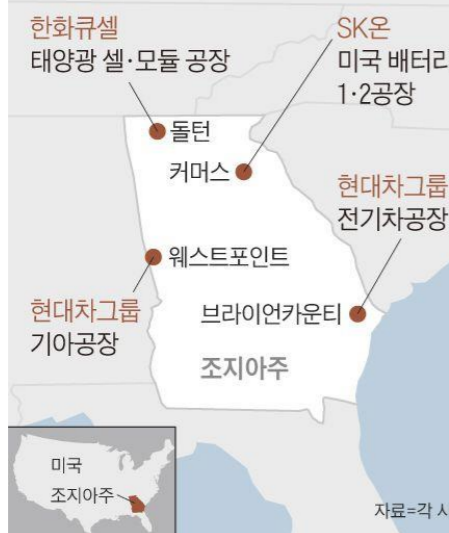 한화큐셀
태양광 셀·모듈 공장
SK온
미국 배터리
1·2공장
돌턴
커머스
현대차그룹
전기차공장
웨스트포인트
현대차그룹
기아공장
브라이언카운티
조지아주
미국
조지아주
자료=각 사